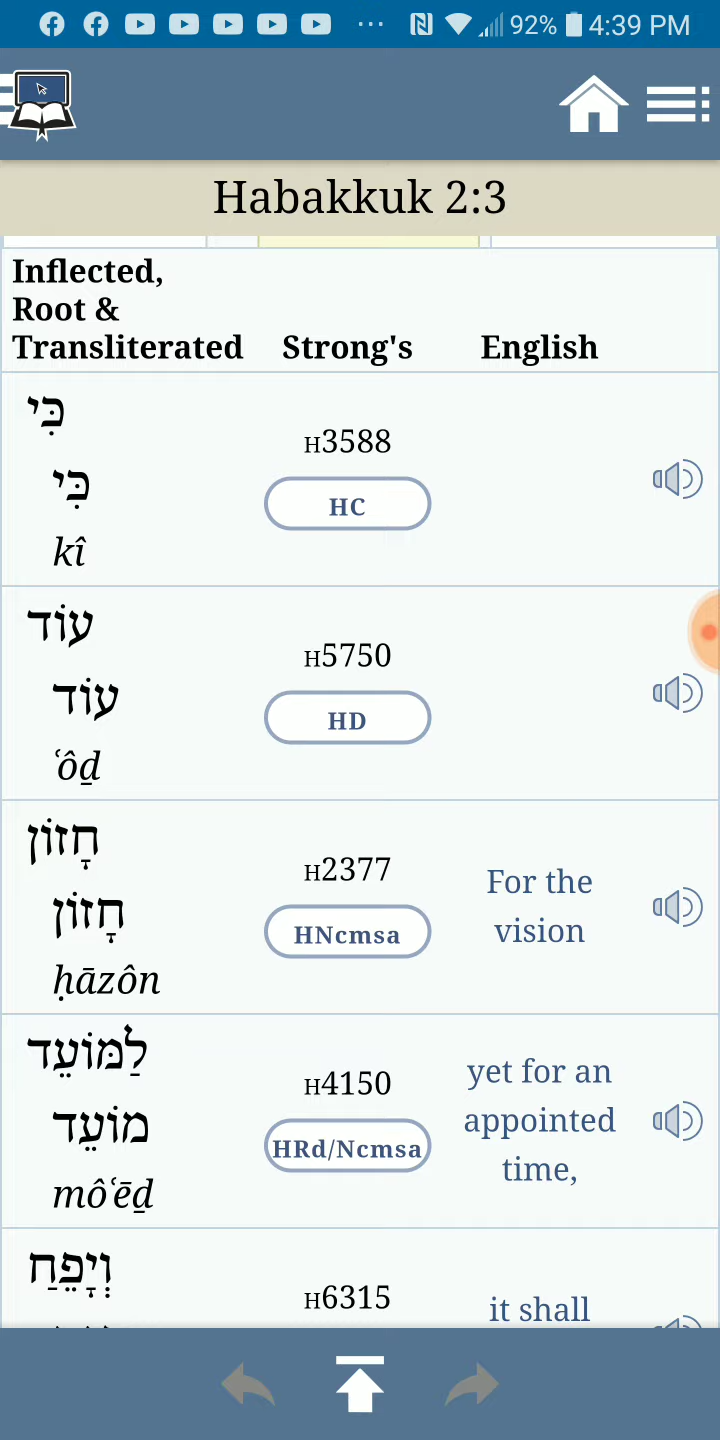 92% 4:39 PM
Habakkuk 2:3
Inflected,
Root &
Transliterated Strong's English
כִּי
H3588
כִּי
HC
kî
עוֹד
H5750
עוֹד
HD
ʿôḏ
חָזוֹן
H2377
For the
חָזוֹן
vision
HNcmsa
ḥāzôn
לַמּוֹעֵד
H4150
yet for an
מוֹעֵד
appointed
HRd/Ncmsa
time,
môʿēḏ
וְיָפֵחַ
H6315
it shall